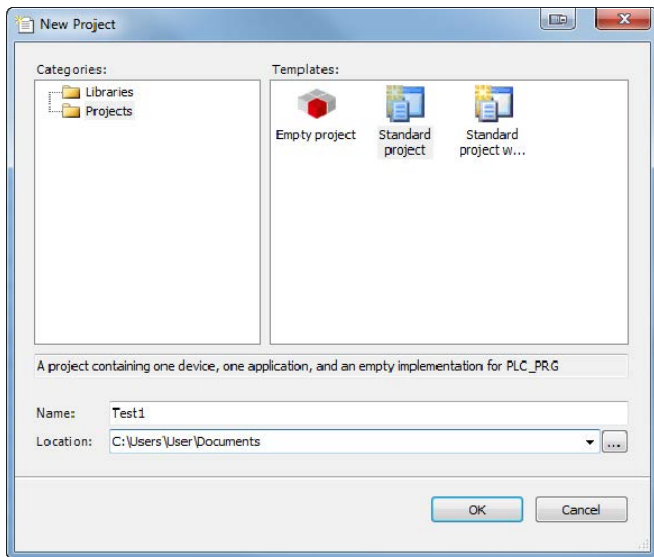 New Project
Categories:
Libraries
Projects
Templates:
Empty project
Standard
project
Standard
project w...
A project containing one device, one application, and an empty implementation for PLC_PRG
Name:
Test1
Location:
C:\Users\User\Documents
...
OK
Cancel